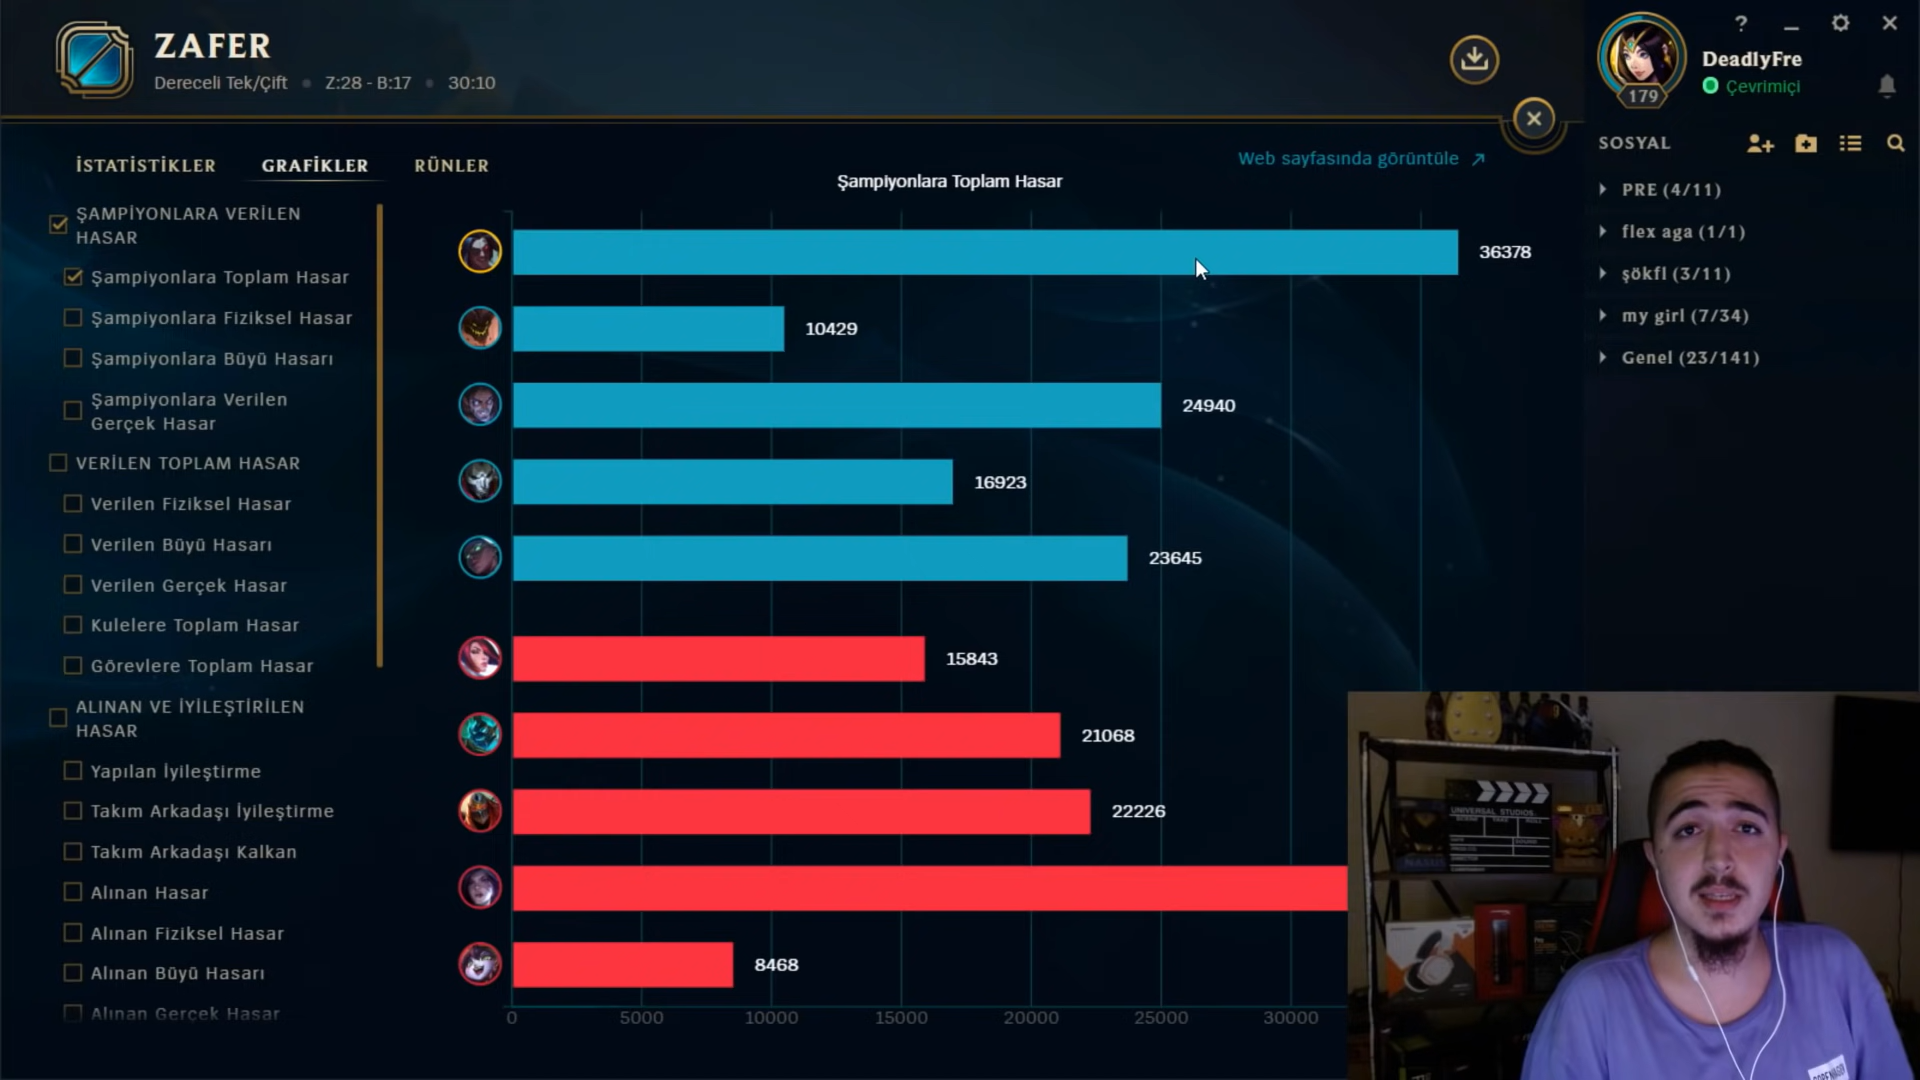 ZAFER
Dereceli Tek/Çift • Z:28 - B:17 • 30:10
?
DeadlyFre
Çevrimiçi
179
SOSYAL
PRE (4/11)
flex aga (1/1)
şökfl (3/11)
my girl (7/34)
Genel (23/141)
İSTATİSTİKLER
GRAFİKLER
RÜNLER
Web sayfasında görüntüle
ŞAMPİYONLARA VERİLEN
HASAR
Şampiyonlara Toplam Hasar
Şampiyonlara Fiziksel Hasar
Şampiyonlara Büyü Hasarı
Şampiyonlara Verilen
Gerçek Hasar
VERİLEN TOPLAM HASAR
Verilen Fiziksel Hasar
Verilen Büyü Hasarı
Verilen Gerçek Hasar
Kulelere Toplam Hasar
Görevlere Toplam Hasar
ALINAN VE İYİLEŞTİRİLEN
HASAR
Yapılan İyileştirme
Takım Arkadaşı İyileştirme
Takım Arkadaşı Kalkan
Alınan Hasar
Alınan Fiziksel Hasar
Alınan Büyü Hasarı
Alınan Gerçek Hasar
Şampiyonlara Toplam Hasar
36378
10429
24940
16923
23645
15843
21068
22226
8468
0 5000 10000 15000 20000 25000 30000
UNIVERSAL STUDIOS